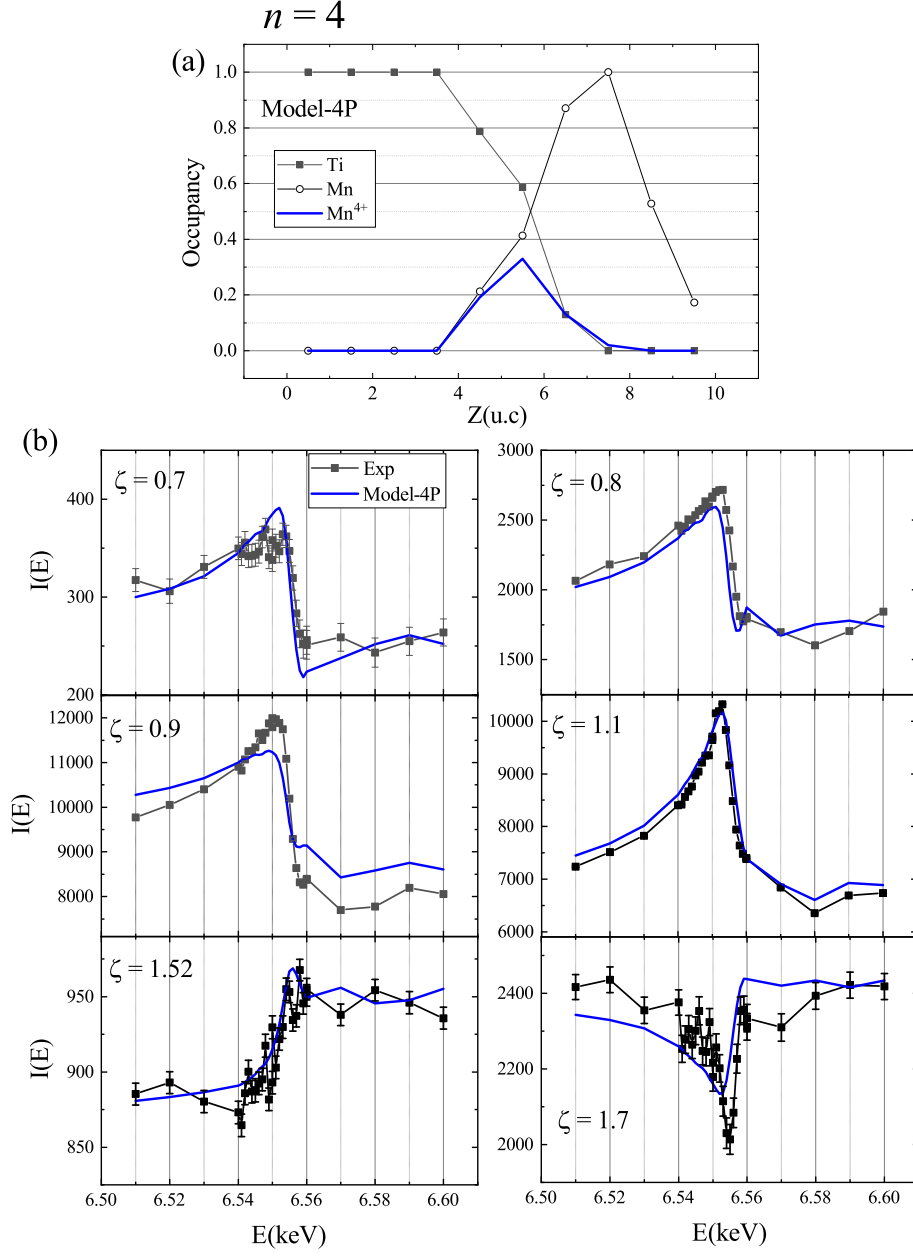 n = 4
(a)
Model-4P
Ti
Mn
Mn⁴⁺
Occupancy
1.0
0.8
0.6
0.4
0.2
0.0
0 2 4 6 8 10
Z(u.c)
(b)
ζ = 0.7
Exp
Model-4P
I(E)
400
300
200
ζ = 0.8
I(E)
3000
2500
2000
1500
ζ = 0.9
I(E)
12000
11000
10000
9000
8000
ζ = 1.1
10000
9000
8000
7000
6000
ζ = 1.52
I(E)
950
900
850
6.50 6.52 6.54 6.56 6.58 6.60
E(keV)
ζ = 1.7
2400
2200
2000
6.50 6.52 6.54 6.56 6.58 6.60
E(keV)